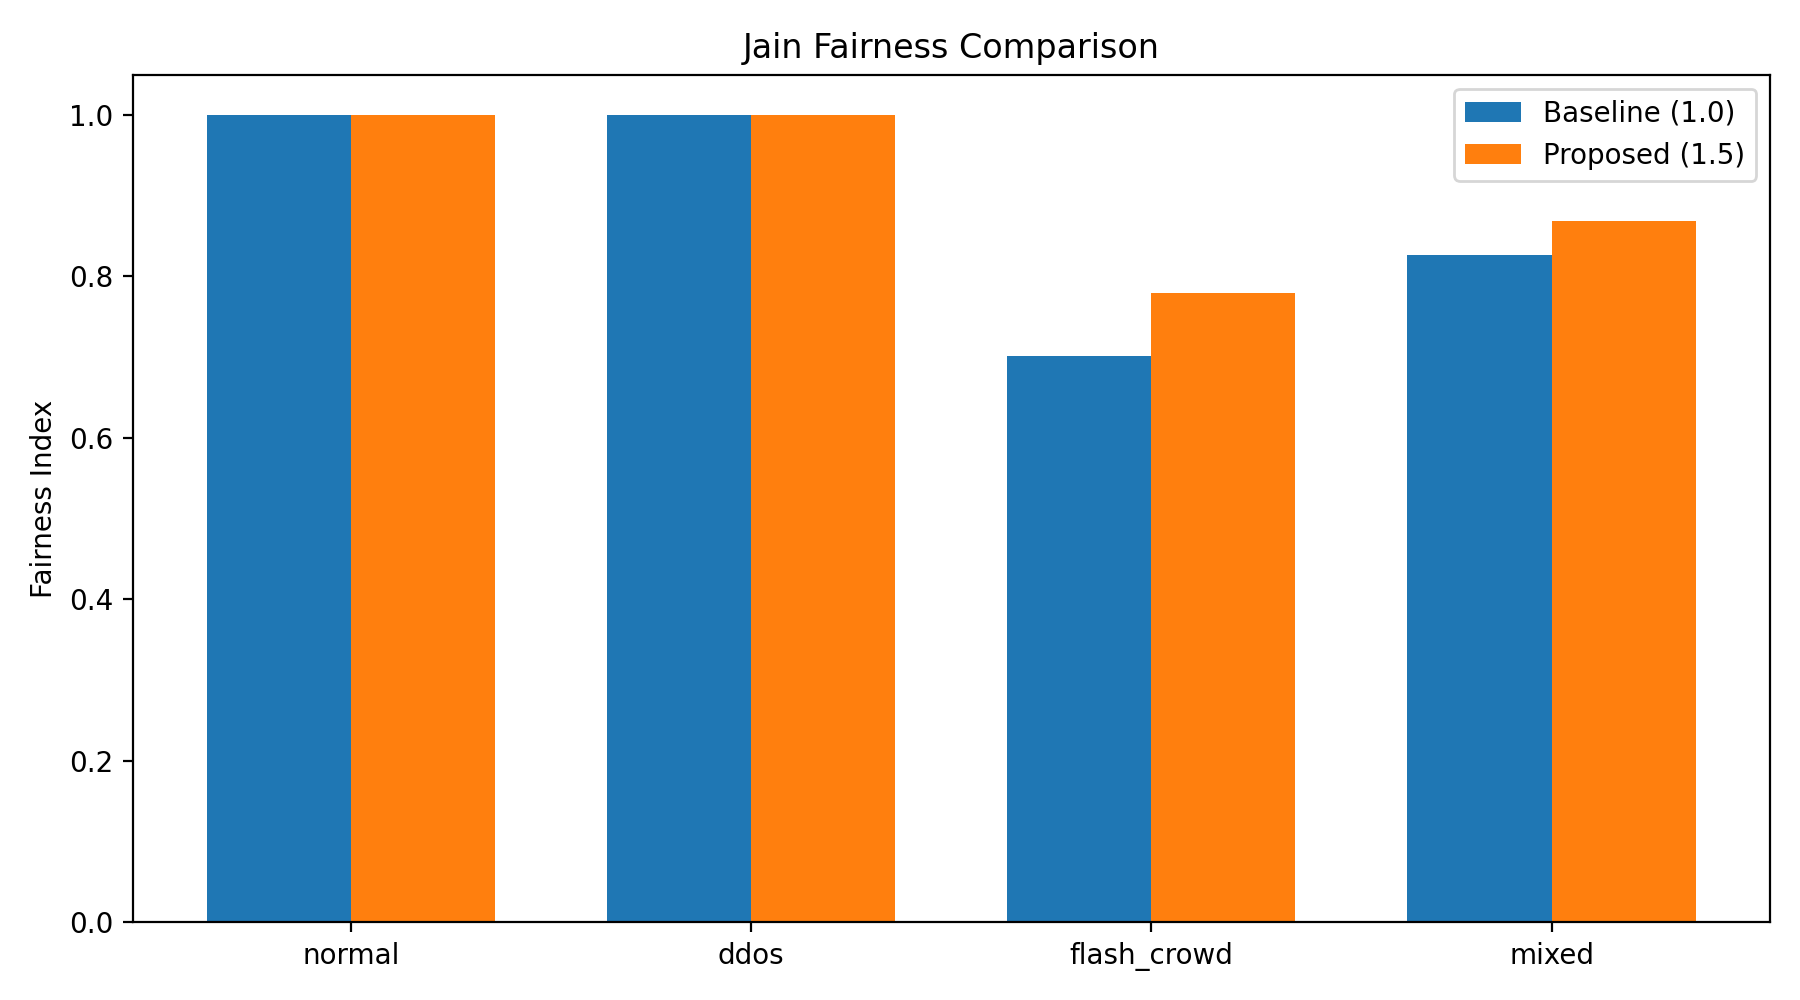 Jain Fairness Comparison
Baseline (1.0)
Proposed (1.5)
Fairness Index
1.0
0.8
0.6
0.4
0.2
0.0
normal
ddos
flash_crowd
mixed